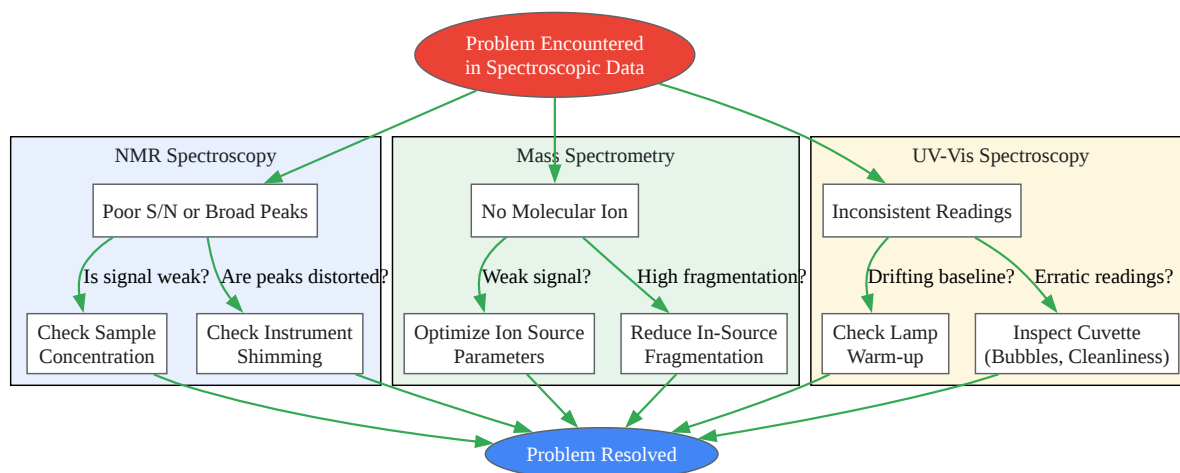 Problem Encountered
in Spectroscopic Data
NMR Spectroscopy
Mass Spectrometry
UV-Vis Spectroscopy
Poor S/N or Broad Peaks
No Molecular Ion
Inconsistent Readings
Is signal weak?
Are peaks distorted?
Weak signal?
High fragmentation?
Drifting baseline?
Erratic readings?
Check Sample
Concentration
Check Instrument
Shimming
Optimize Ion Source
Parameters
Reduce In-Source
Fragmentation
Check Lamp
Warm-up
Inspect Cuvette
(Bubbles, Cleanliness)
Problem Resolved